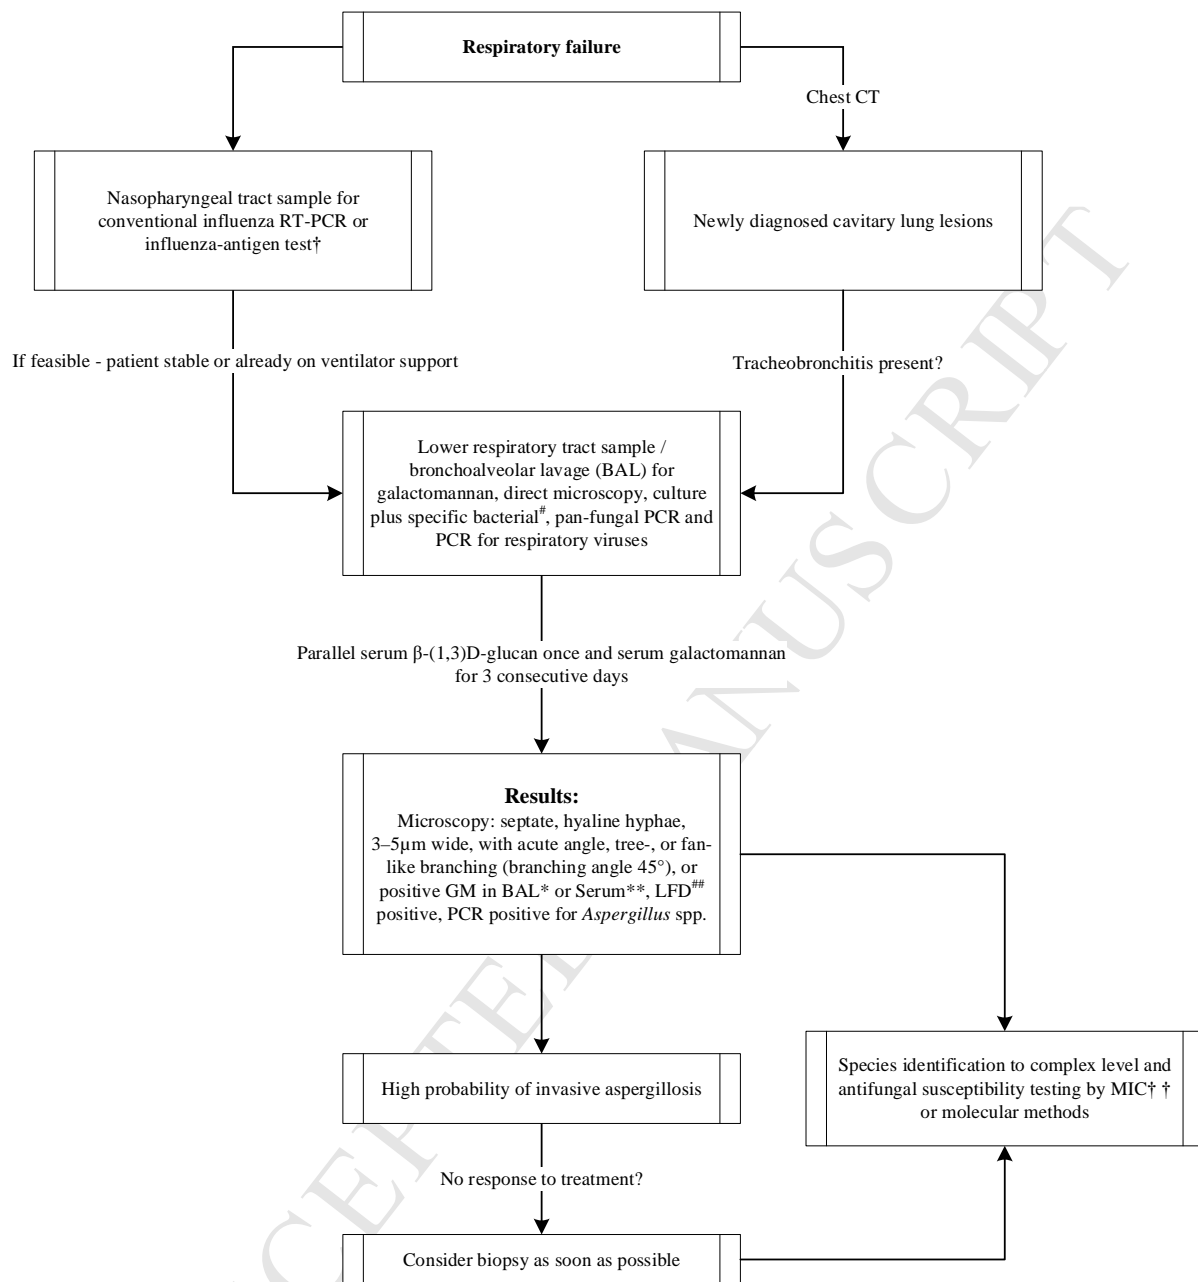 Respiratory failure
Chest CT
Nasopharyngeal tract sample for
conventional influenza RT-PCR or
influenza-antigen test†
Newly diagnosed cavitary lung lesions
If feasible - patient stable or already on ventilator support
Tracheobronchitis present?
Lower respiratory tract sample /
bronchoalveolar lavage (BAL) for
galactomannan, direct microscopy, culture
plus specific bacterial#, pan-fungal PCR and
PCR for respiratory viruses
Parallel serum β-(1,3)D-glucan once and serum galactomannan
for 3 consecutive days
Results:
Microscopy: septate, hyaline hyphae,
3–5µm wide, with acute angle, tree-, or fan-
like branching (branching angle 45°), or
positive GM in BAL* or Serum**, LFD##
positive, PCR positive for Aspergillus spp.
High probability of invasive aspergillosis
Species identification to complex level and
antifungal susceptibility testing by MIC† †
or molecular methods
No response to treatment?
Consider biopsy as soon as possible
CEPTED MANUSCRIPT